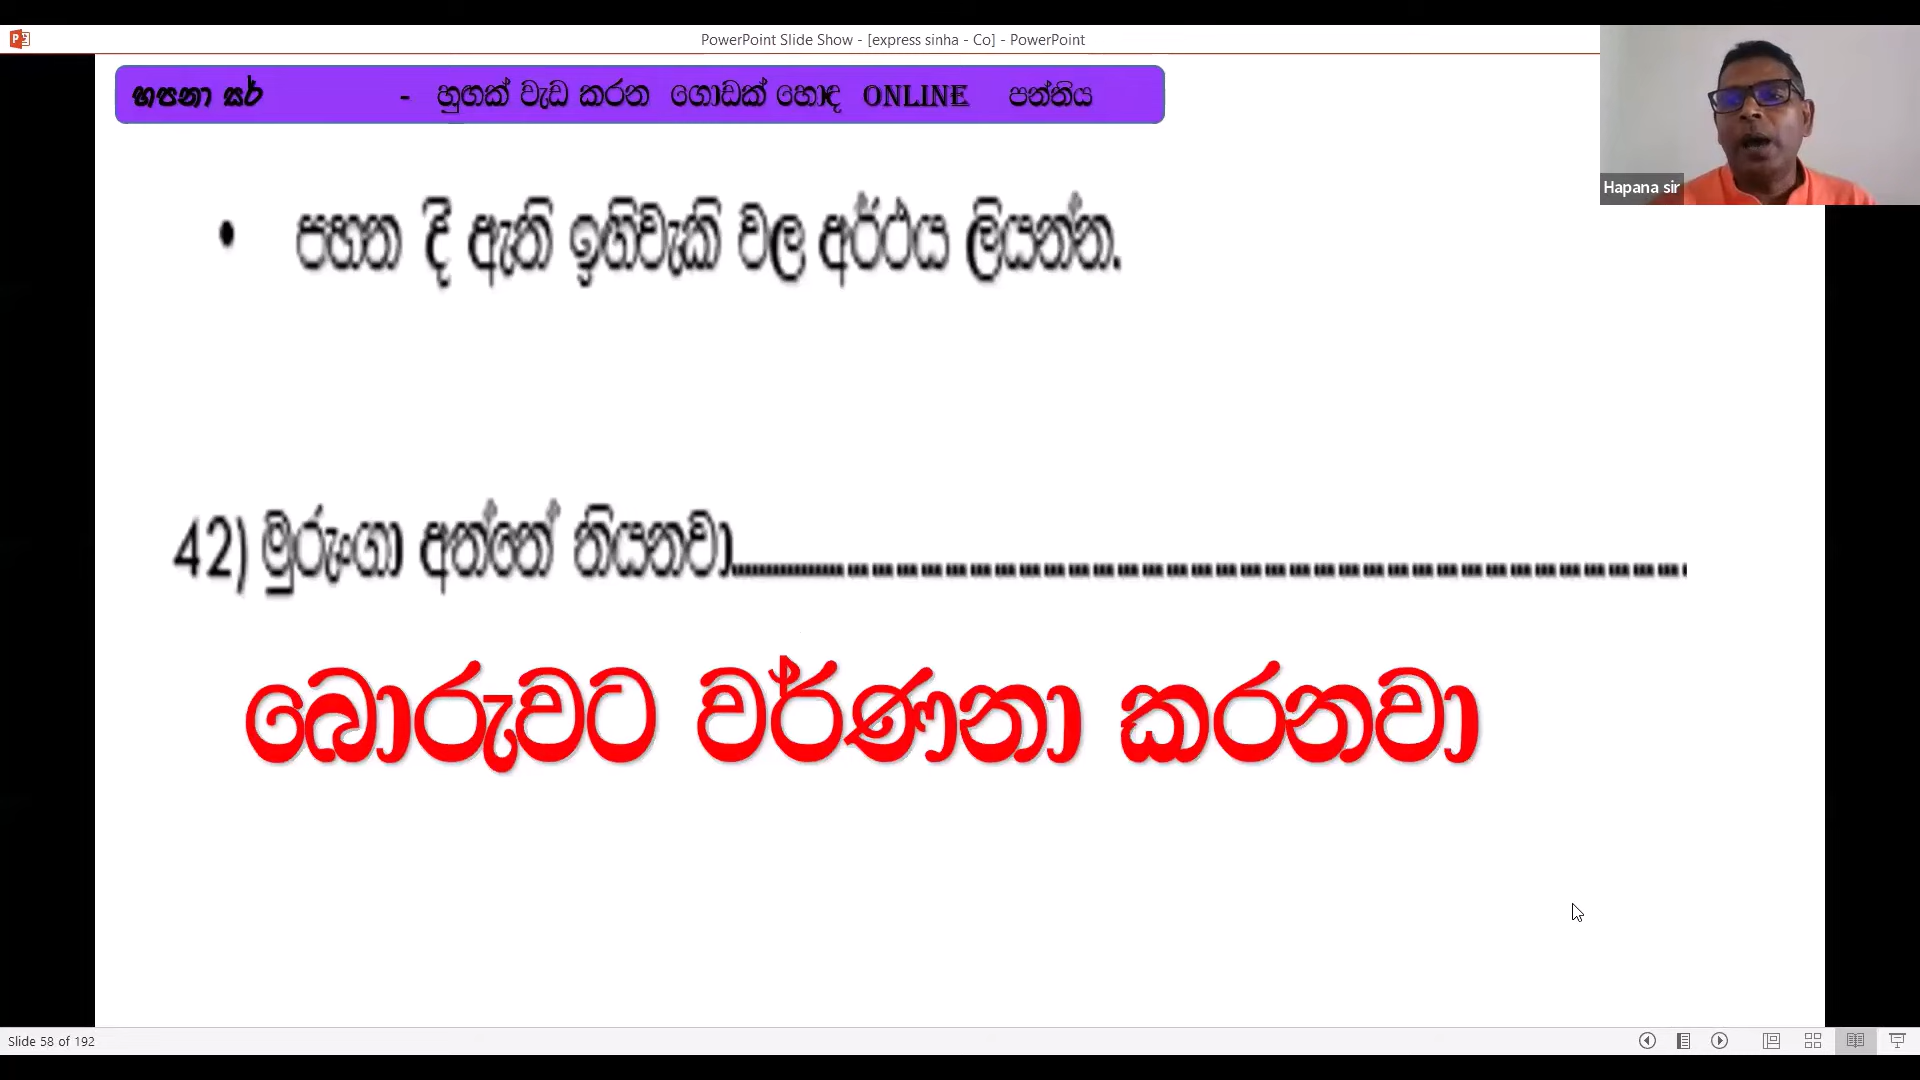 PowerPoint Slide Show - [express sinha - Co] - PowerPoint
හපනා සර් - හුඟක් වැඩ කරන ගොඩක් හොඳ ONLINE පන්තිය
Hapana sir
• පහත දී ඇති ඉඟිවැකි වල අර්ථය ලියන්න.
42) මුරුංගා අත්තේ තියනවා................................................
බොරුවට වර්ණනා කරනවා
Slide 58 of 192